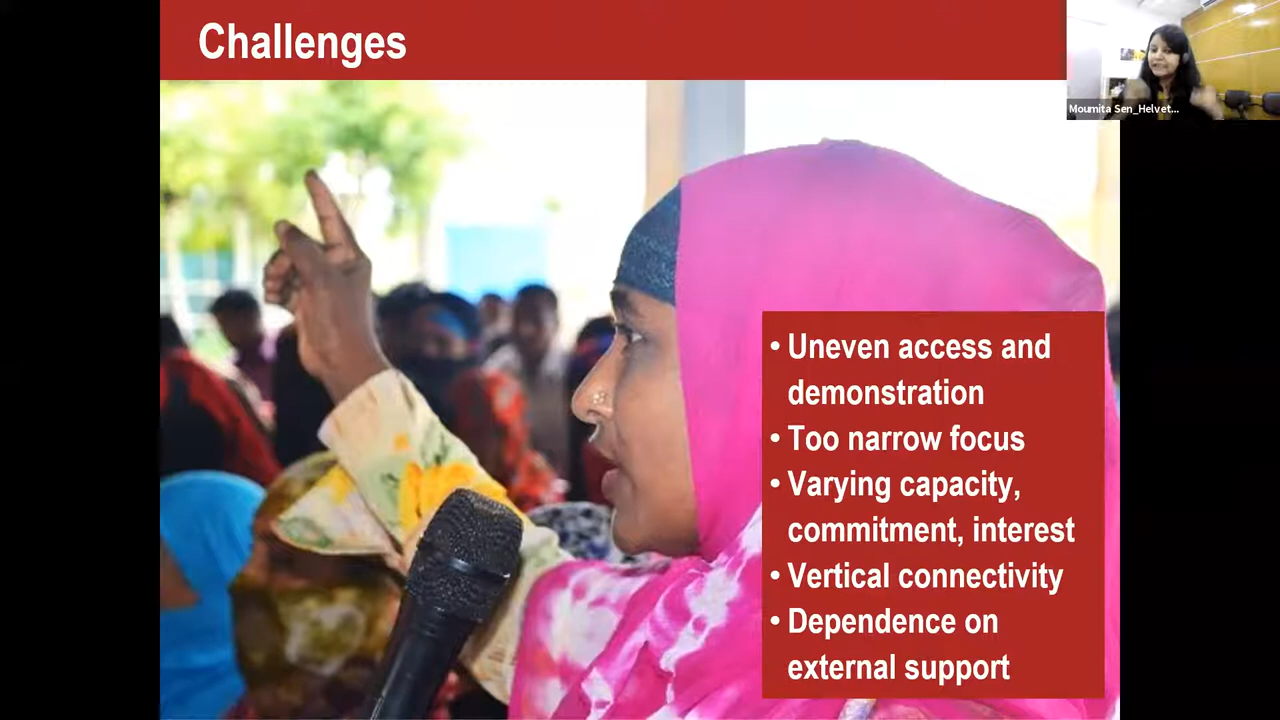 Challenges
Moumita Sen_Helvet...
• Uneven access and
demonstration
• Too narrow focus
• Varying capacity,
commitment, interest
• Vertical connectivity
• Dependence on
external support